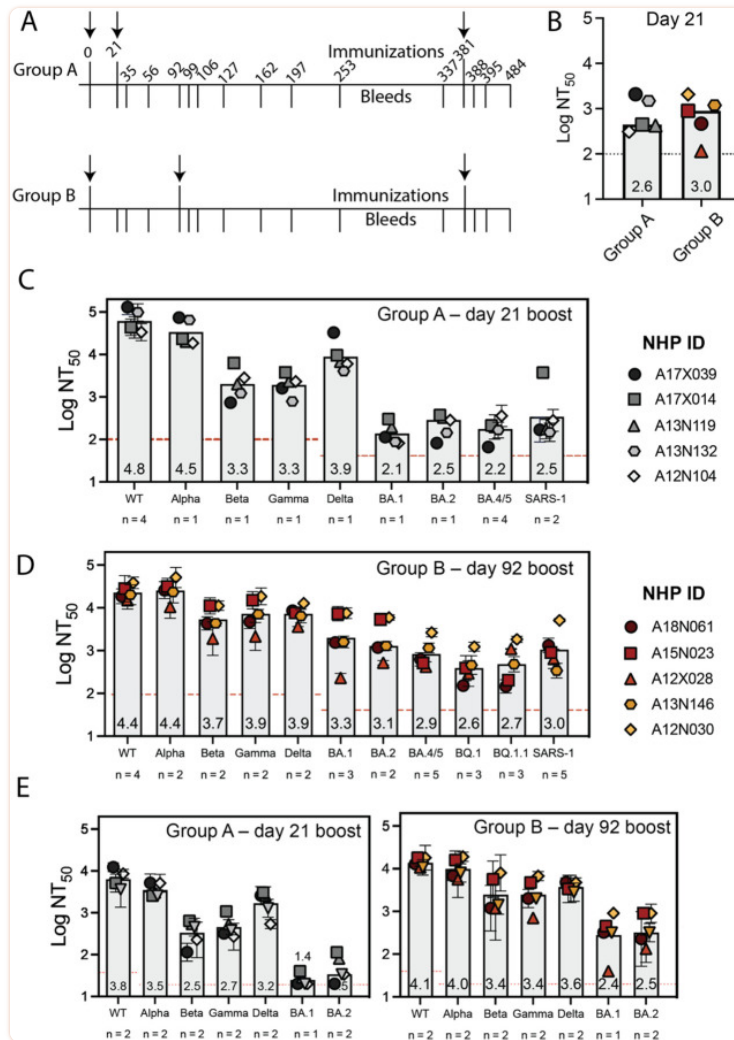 A
B
Day 21
0
21
381
Immunizations
Group A
35 56 92 99 106 127 162 197 253 337 388 395 484
Bleeds
Group B
Immunizations
Bleeds
Log NT50
5
4
3
2
1
2.6 3.0
Group A Group B
C
Group A – day 21 boost
Log NT50
5
4
3
2
1
4.8 4.5 3.3 3.3 3.9 2.1 2.5 2.2 2.5
WT Alpha Beta Gamma Delta BA.1 BA.2 BA.4/5 SARS-1
n = 4 n = 1 n = 1 n = 1 n = 1 n = 1 n = 1 n = 4 n = 2
NHP ID
A17X039
A17X014
A13N119
A13N132
A12N104
D
Group B – day 92 boost
Log NT50
5
4
3
2
1
4.4 4.4 3.7 3.9 3.9 3.3 3.1 2.9 2.6 2.7 3.0
WT Alpha Beta Gamma Delta BA.1 BA.2 BA.4/5 BQ.1 BQ.1.1 SARS-1
n = 4 n = 2 n = 2 n = 2 n = 2 n = 3 n = 2 n = 5 n = 3 n = 3 n = 5
NHP ID
A18N061
A15N023
A12X028
A13N146
A12N030
E
Group A – day 21 boost
Log NT50
5
4
3
2
1
3.8 3.5 2.5 2.7 3.2 1.4
WT Alpha Beta Gamma Delta BA.1 BA.2
n = 2 n = 2 n = 2 n = 2 n = 2 n = 1 n = 2
Group B – day 92 boost
5
4
3
2
1
4.1 4.0 3.4 3.4 3.6 2.4 2.5
WT Alpha Beta Gamma Delta BA.1 BA.2
n = 2 n = 2 n = 2 n = 2 n = 2 n = 1 n = 2